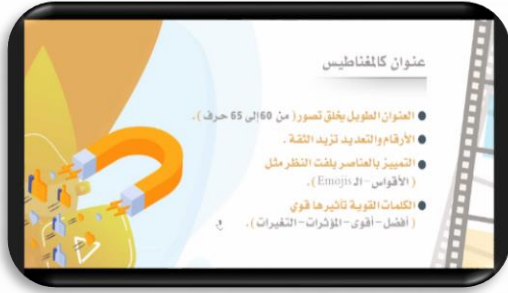 عنوان كالمغناطيس
العنوان الطويل يخلق تصور ( من 60 إلى 65 حرف ) .
الأرقام والتعديد تزيد الثقة .
التمييز بالعناصر يلفت النظر مثل
( الأقواس – الـ Emojis ) .
الكلمات القوية تأثيرها قوي
( أفضل – أقوى – المؤثرات – التغيرات ) .